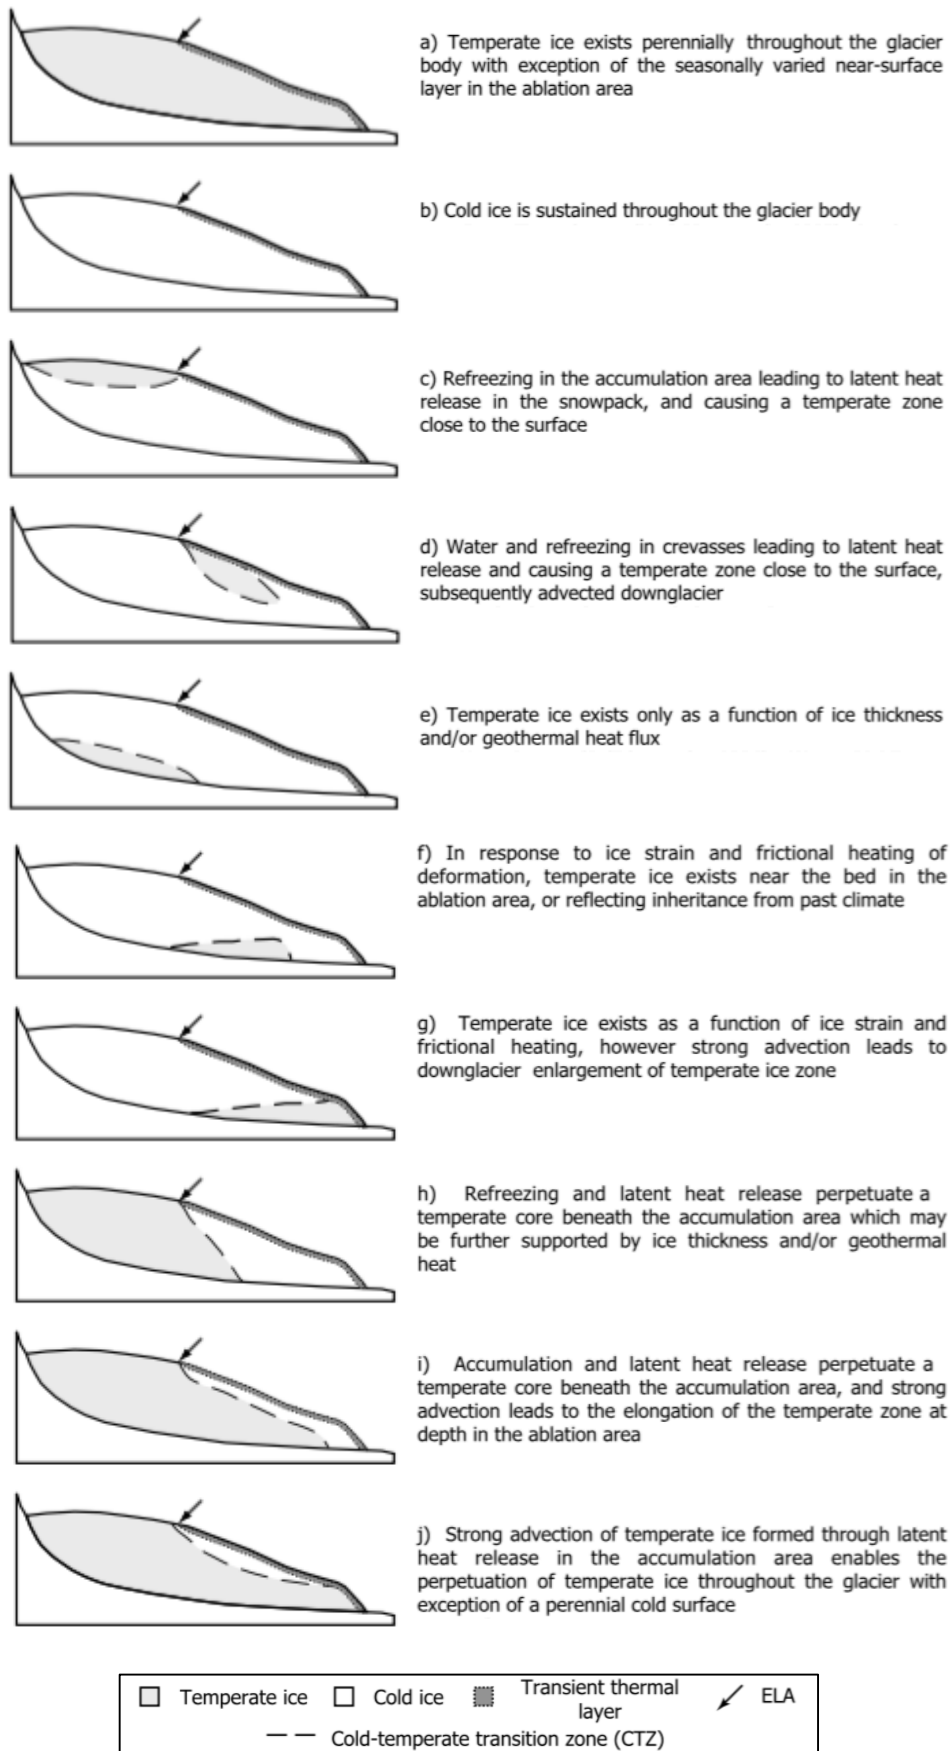 a) Temperate ice exists perennially throughout the glacier
body with exception of the seasonally varied near-surface
layer in the ablation area
b) Cold ice is sustained throughout the glacier body
c) Refreezing in the accumulation area leading to latent heat
release in the snowpack, and causing a temperate zone
close to the surface
d) Water and refreezing in crevasses leading to latent heat
release and causing a temperate zone close to the surface,
subsequently advected downglacier
e) Temperate ice exists only as a function of ice thickness
and/or geothermal heat flux
f) In response to ice strain and frictional heating of
deformation, temperate ice exists near the bed in the
ablation area, or reflecting inheritance from past climate
g) Temperate ice exists as a function of ice strain and
frictional heating, however strong advection leads to
downglacier enlargement of temperate ice zone
h) Refreezing and latent heat release perpetuate a
temperate core beneath the accumulation area which may
be further supported by ice thickness and/or geothermal
heat
i) Accumulation and latent heat release perpetuate a
temperate core beneath the accumulation area, and strong
advection leads to the elongation of the temperate zone at
depth in the ablation area
j) Strong advection of temperate ice formed through latent
heat release in the accumulation area enables the
perpetuation of temperate ice throughout the glacier with
exception of a perennial cold surface
Temperate ice Cold ice Transient thermal
layer ELA
Cold-temperate transition zone (CTZ)